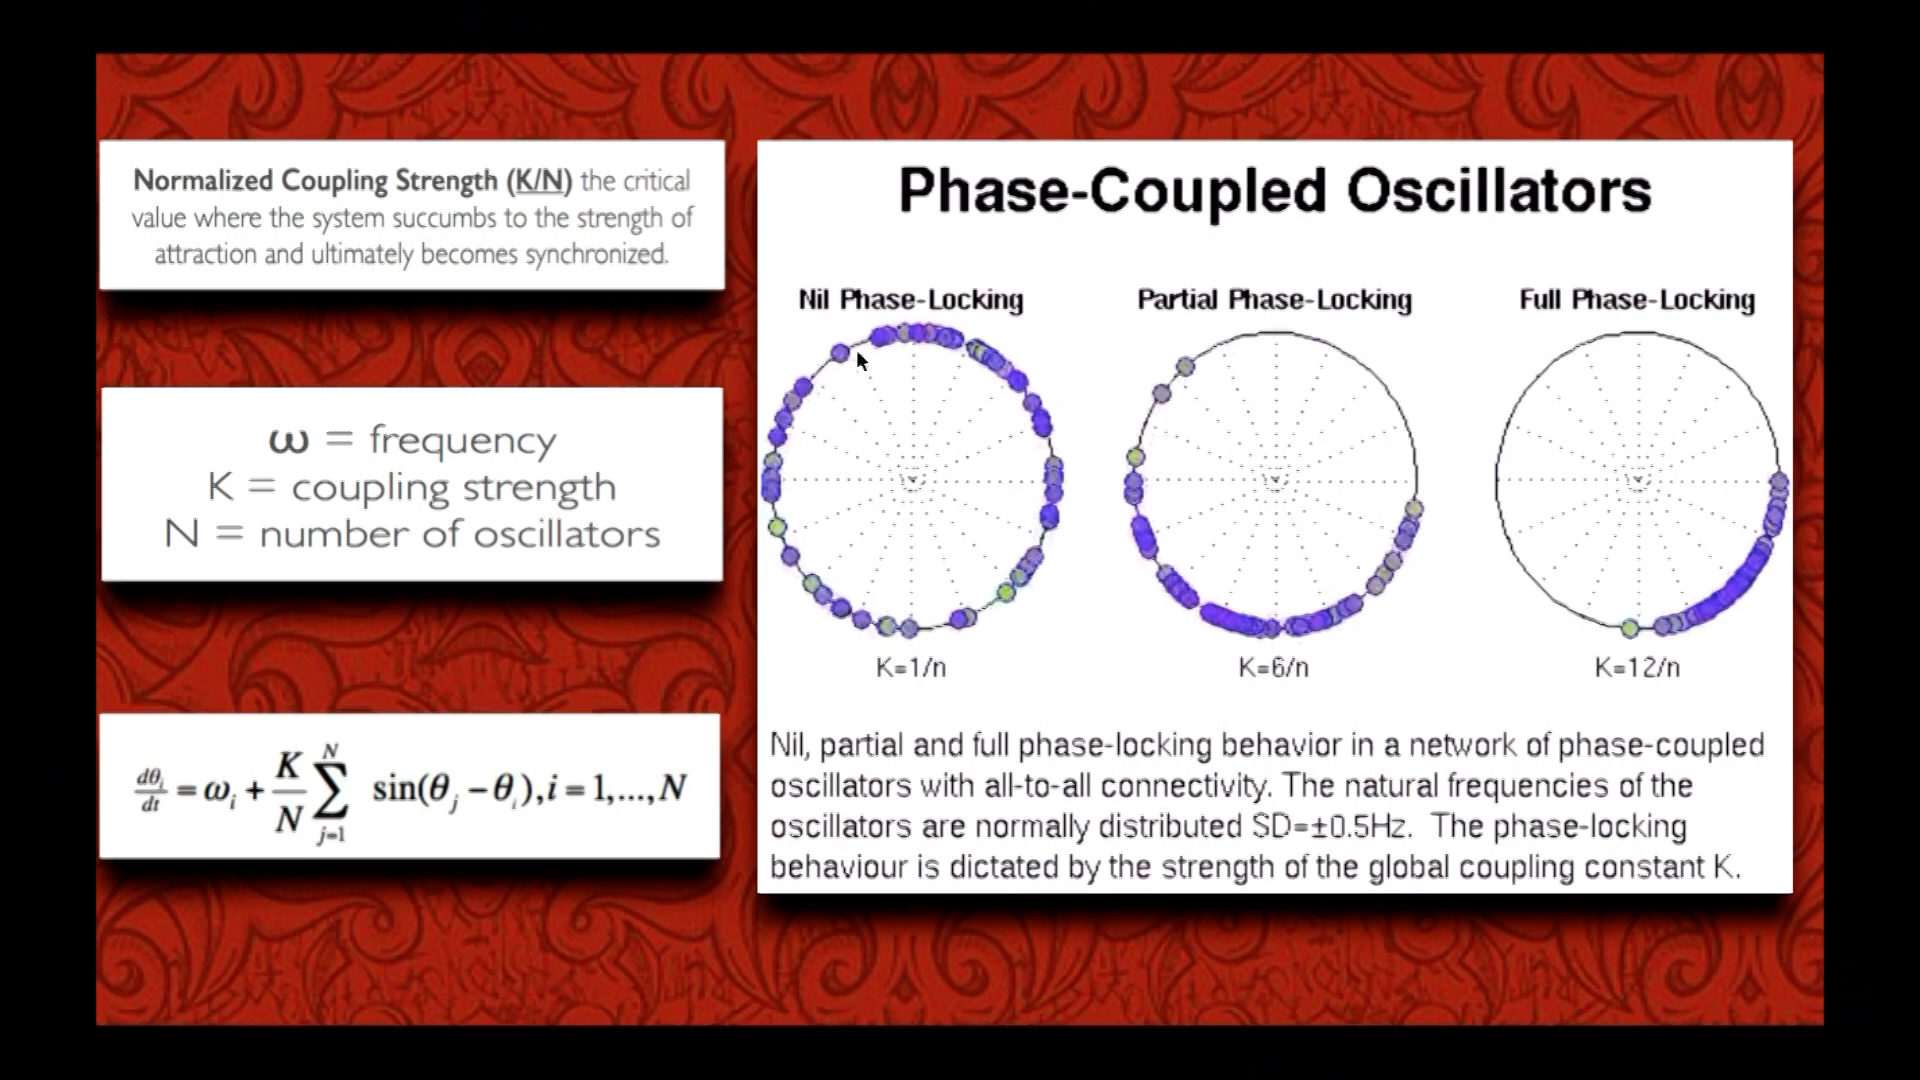 Normalized Coupling Strength (K/N) the critical
value where the system succumbs to the strength of
attraction and ultimately becomes synchronized.
ω = frequency
K = coupling strength
N = number of oscillators
dθᵢ/dt = ωᵢ + K/N ∑ⱼ₌₁ᴺ sin(θⱼ − θᵢ), i = 1,...,N
Phase-Coupled Oscillators
Nil Phase-Locking
Partial Phase-Locking
Full Phase-Locking
K=1/n
K=6/n
K=12/n
Nil, partial and full phase-locking behavior in a network of phase-coupled
oscillators with all-to-all connectivity. The natural frequencies of the
oscillators are normally distributed SD=±0.5Hz. The phase-locking
behaviour is dictated by the strength of the global coupling constant K.